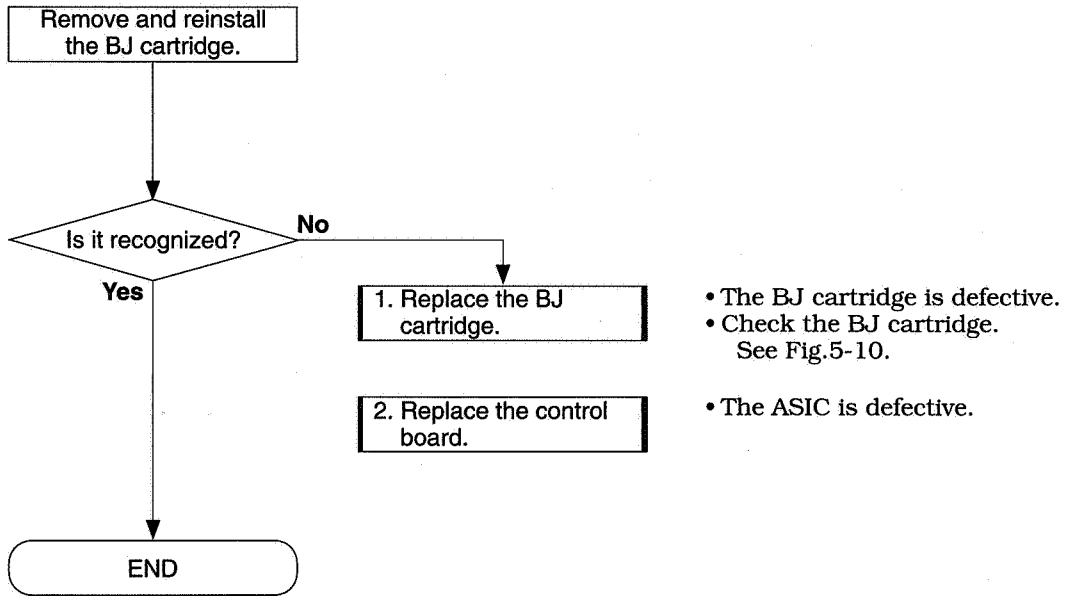 Remove and reinstall
the BJ cartridge.
Is it recognized?
No
Yes
1. Replace the BJ
cartridge.
• The BJ cartridge is defective.
• Check the BJ cartridge.
See Fig.5-10.
2. Replace the control
board.
• The ASIC is defective.
END